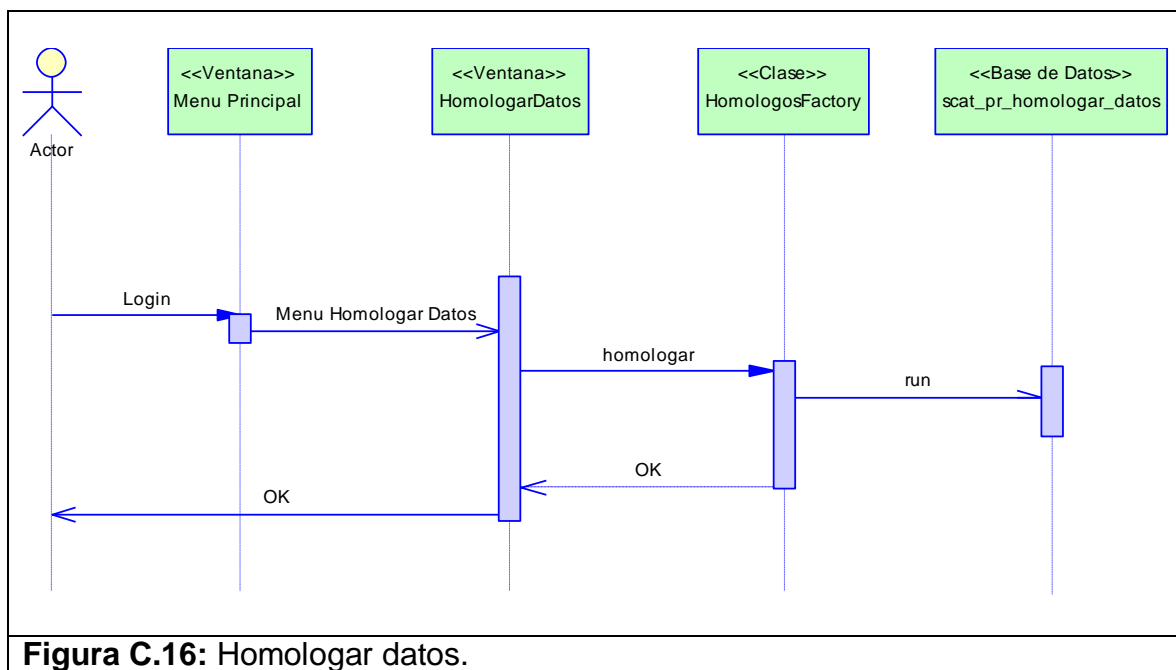 <<Ventana>>
Menu Principal
<<Ventana>>
HomologarDatos
<<Clase>>
HomologosFactory
<<Base de Datos>>
scat_pr_homologar_datos
Actor
Login
Menu Homologar Datos
homologar
run
OK
OK
Figura C.16: Homologar datos.